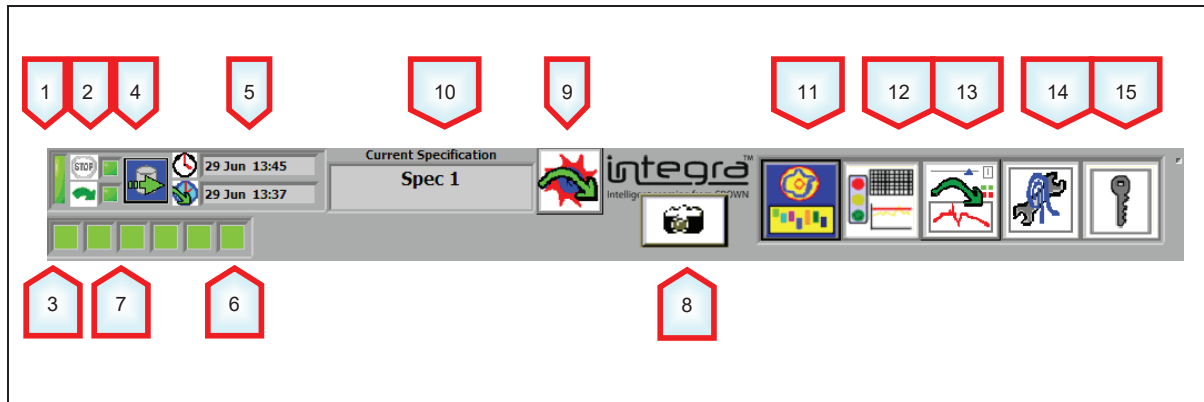 1 2 4 5 10 9 11 12 13 14 15
STOP
29 Jun 13:45
29 Jun 13:37
Current Specification
Spec 1
integra™
3 7 6 8